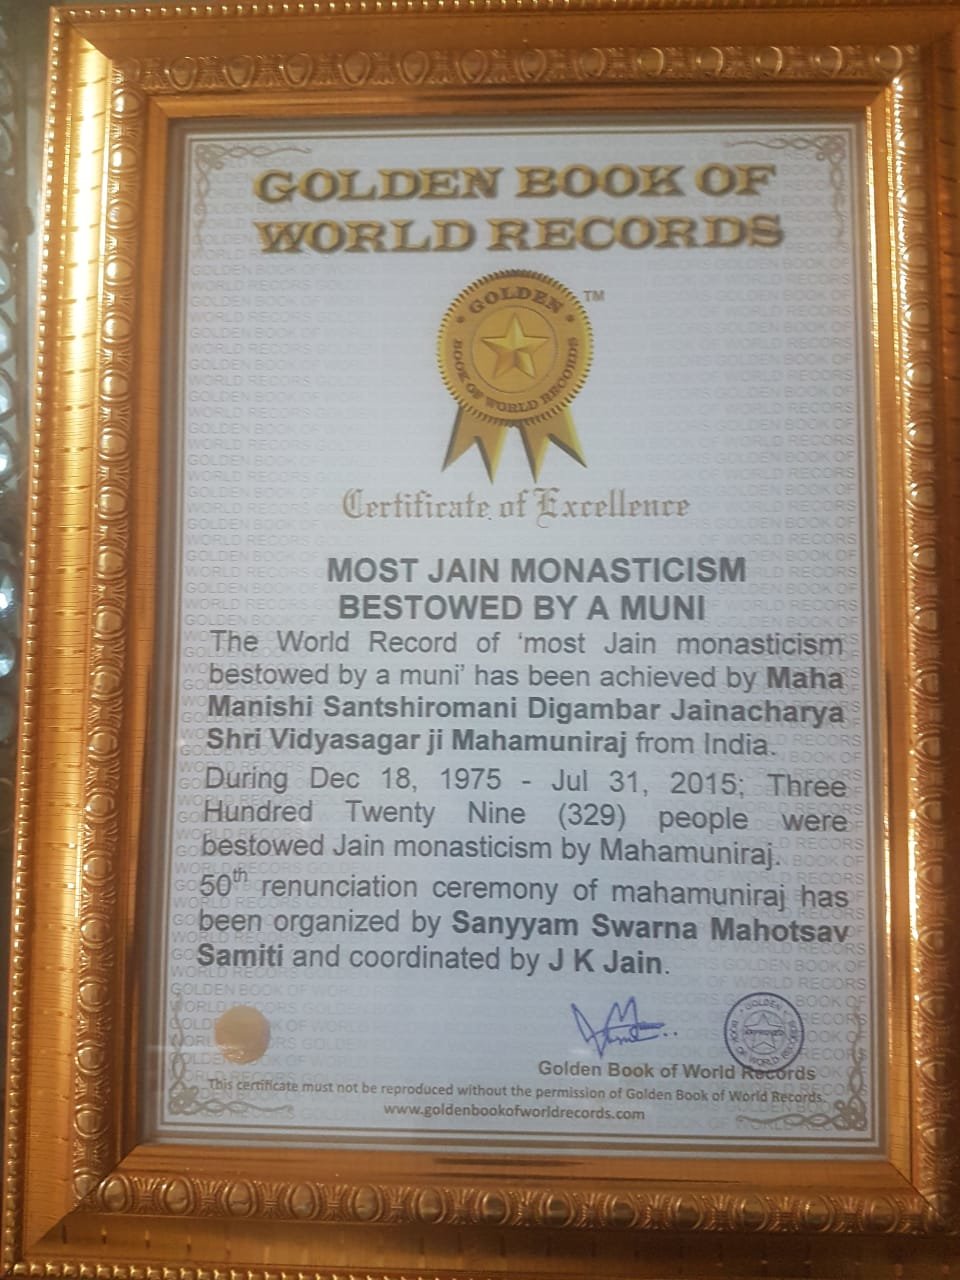 GOLDEN BOOK OF
WORLD RECORDS
GOLDEN
BOOK OF WORLD RECORDS
TM
Certificate of Excellence
MOST JAIN MONASTICISM
BESTOWED BY A MUNI
The World Record of ‘most Jain monasticism
bestowed by a muni’ has been achieved by Maha
Manishi Santshiromani Digambar Jainacharya
Shri Vidyasagar ji Mahamuniraj from India.
During Dec 18, 1975 - Jul 31, 2015; Three
Hundred Twenty Nine (329) people were
bestowed Jain monasticism by Mahamuniraj.
50th renunciation ceremony of mahamuniraj has
been organized by Sanyyam Swarna Mahotsav
Samiti and coordinated by J K Jain.
GOLDEN
BOOK OF WORLD RECORDS
Golden Book of World Records
This certificate must not be reproduced without the permission of Golden Book of World Records.
www.goldenbookofworldrecords.com